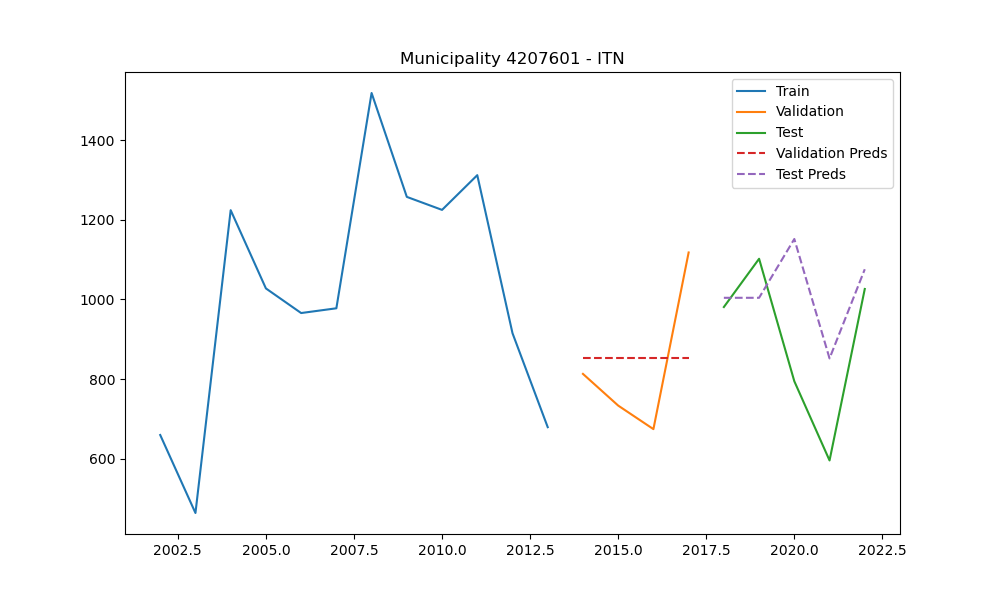 Municipality 4207601 - ITN
Train
Validation
Test
Validation Preds
Test Preds
1400
1200
1000
800
600
2002.5 2005.0 2007.5 2010.0 2012.5 2015.0 2017.5 2020.0 2022.5